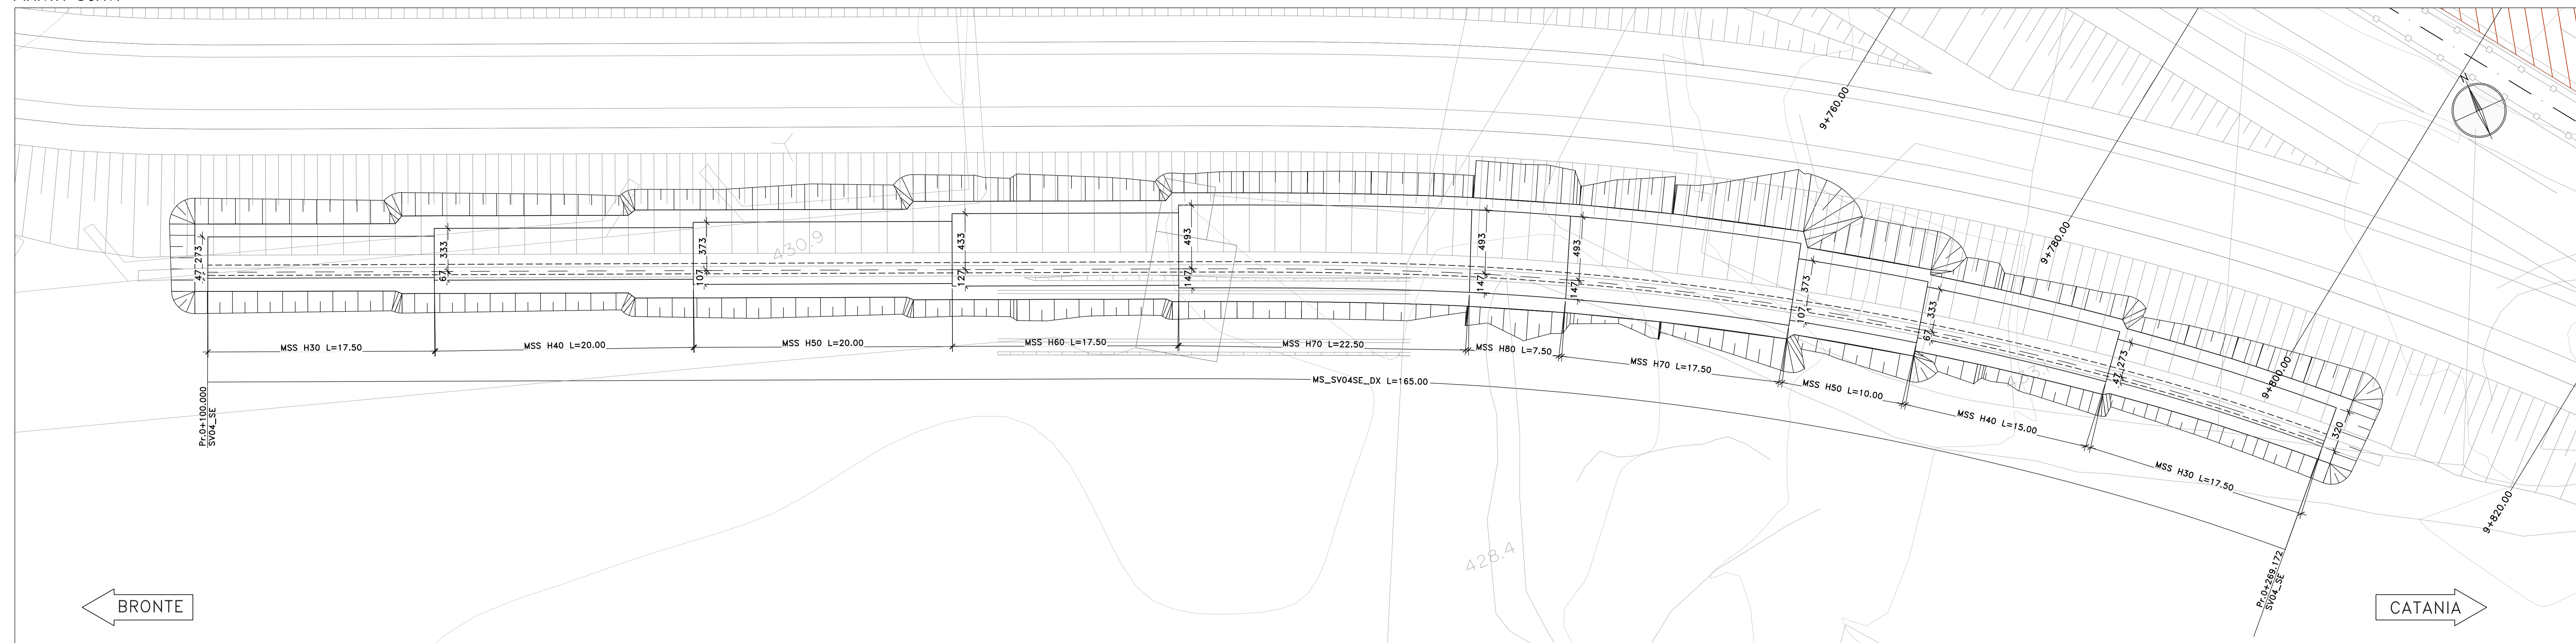 9+760.00
9+780.00
9+800.00
9+820.00
N
430.9
428.4
47 273
67 333
107 373
127 433
147 493
147 493
147 493
107 373
67 333
47 273
320
MSS H30 L=17.50
MSS H40 L=20.00
MSS H50 L=20.00
MSS H60 L=17.50
MSS H70 L=22.50
MSS H80 L=7.50
MSS H70 L=17.50
MSS H50 L=10.00
MSS H40 L=15.00
MSS H30 L=17.50
MS_SV04SE_DX L=165.00
Pr.0+100.000
SV04_SE
Pr.0+269.172
SV04_SE
BRONTE
CATANIA